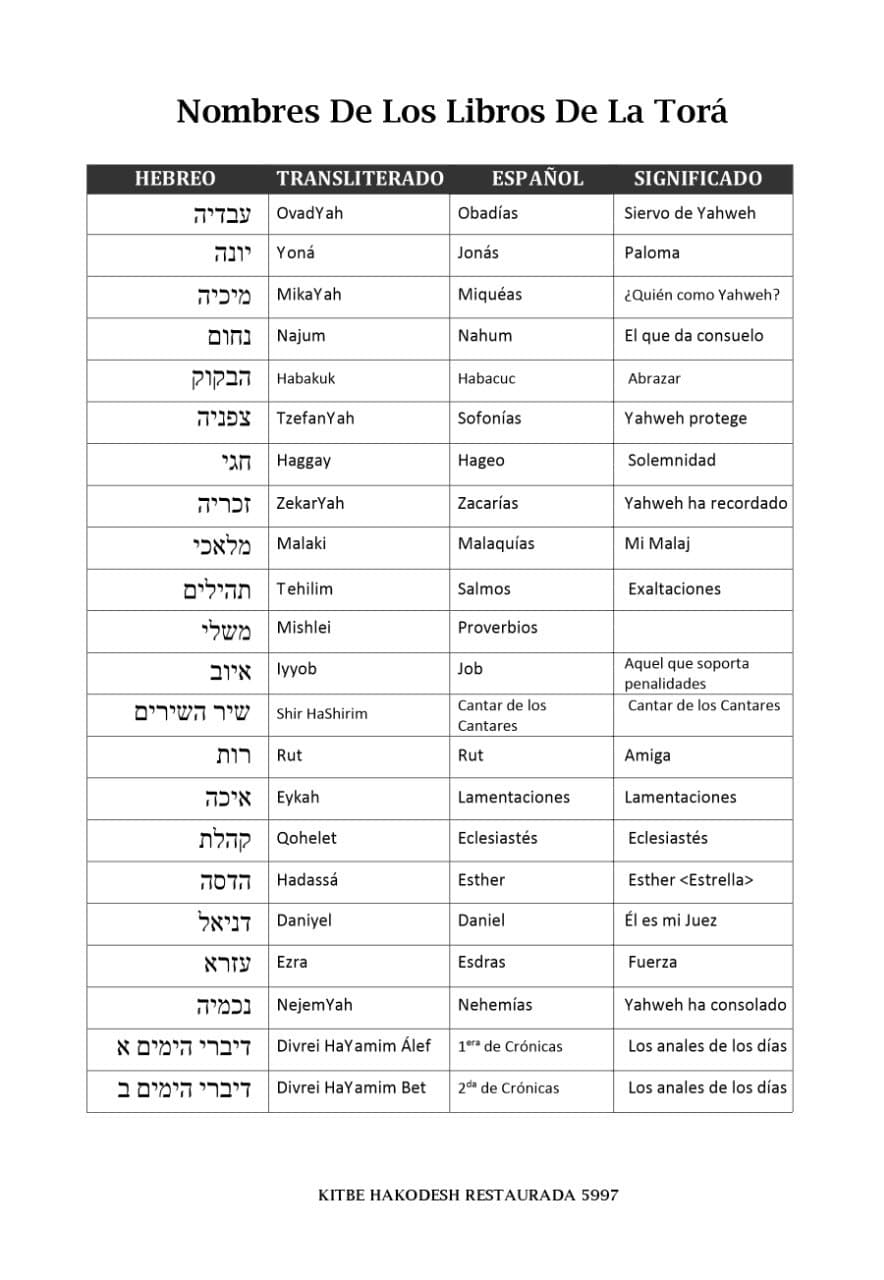 Nombres De Los Libros De La Torá
HEBREO TRANSLITERADO ESPAÑOL SIGNIFICADO
עבדיה OvadYah Obadías Siervo de Yahweh
יונה Yoná Jonás Paloma
מיכיה MikaYah Miquéas ¿Quién como Yahweh?
נחום Najum Nahum El que da consuelo
הבקוק Habakuk Habacuc Abrazar
צפניה TzefanYah Sofonías Yahweh protege
חגי Haggay Hageo Solemnidad
זכריה ZekarYah Zacarías Yahweh ha recordado
מלאכי Malaki Malaquías Mi Malaj
תהילים Tehilim Salmos Exaltaciones
משלי Mishlei Proverbios
איוב Iyyob Job Aquel que soporta
penalidades
שיר השירים Shir HaShirim Cantar de los Cantar de los Cantares
Cantares
רות Rut Rut Amiga
איכה Eykah Lamentaciones Lamentaciones
קהלת Qohelet Eclesiastés Eclesiastés
הדסה Hadassá Esther Esther <Estrella>
דניאל Daniyel Daniel Él es mi Juez
עזרא Ezra Esdras Fuerza
נכמיה NejemYah Nehemías Yahweh ha consolado
דיברי הימים א Divrei HaYamim Álef 1era de Crónicas Los anales de los días
דיברי הימים ב Divrei HaYamim Bet 2da de Crónicas Los anales de los días
KITBE HAKODESH RESTAURADA 5997